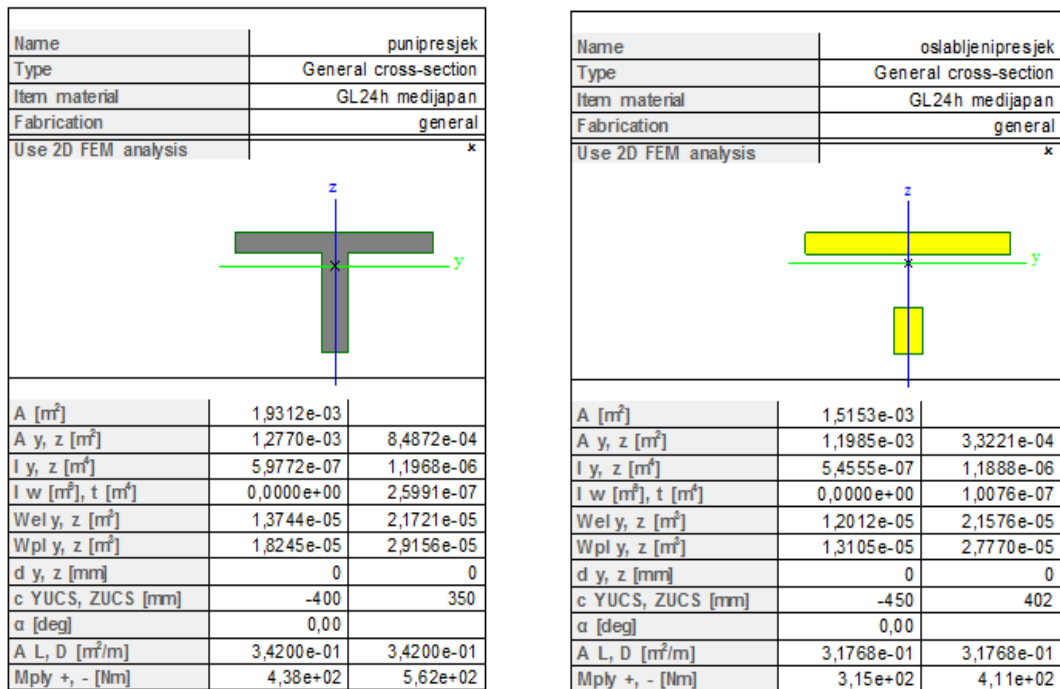 Name punipresjek
Type General cross-section
Item material GL24h medijapan
Fabrication general
Use 2D FEM analysis x
z
y
A [m²] 1,9312e-03
A y, z [m²] 1,2770e-03 8,4872e-04
I y, z [m⁴] 5,9772e-07 1,1968e-06
I w [m⁶], t [m⁴] 0,0000e+00 2,5991e-07
Wel y, z [m³] 1,3744e-05 2,1721e-05
Wpl y, z [m³] 1,8245e-05 2,9156e-05
d y, z [mm] 0 0
c YUCS, ZUCS [mm] -400 350
α [deg] 0,00
A L, D [m²/m] 3,4200e-01 3,4200e-01
Mply +, - [Nm] 4,38e+02 5,62e+02
Name oslabljenipresjek
Type General cross-section
Item material GL24h medijapan
Fabrication general
Use 2D FEM analysis x
z
y
A [m²] 1,5153e-03
A y, z [m²] 1,1985e-03 3,3221e-04
I y, z [m⁴] 5,4555e-07 1,1888e-06
I w [m⁶], t [m⁴] 0,0000e+00 1,0076e-07
Wel y, z [m³] 1,2012e-05 2,1576e-05
Wpl y, z [m³] 1,3105e-05 2,7770e-05
d y, z [mm] 0 0
c YUCS, ZUCS [mm] -450 402
α [deg] 0,00
A L, D [m²/m] 3,1768e-01 3,1768e-01
Mply +, - [Nm] 3,15e+02 4,11e+02